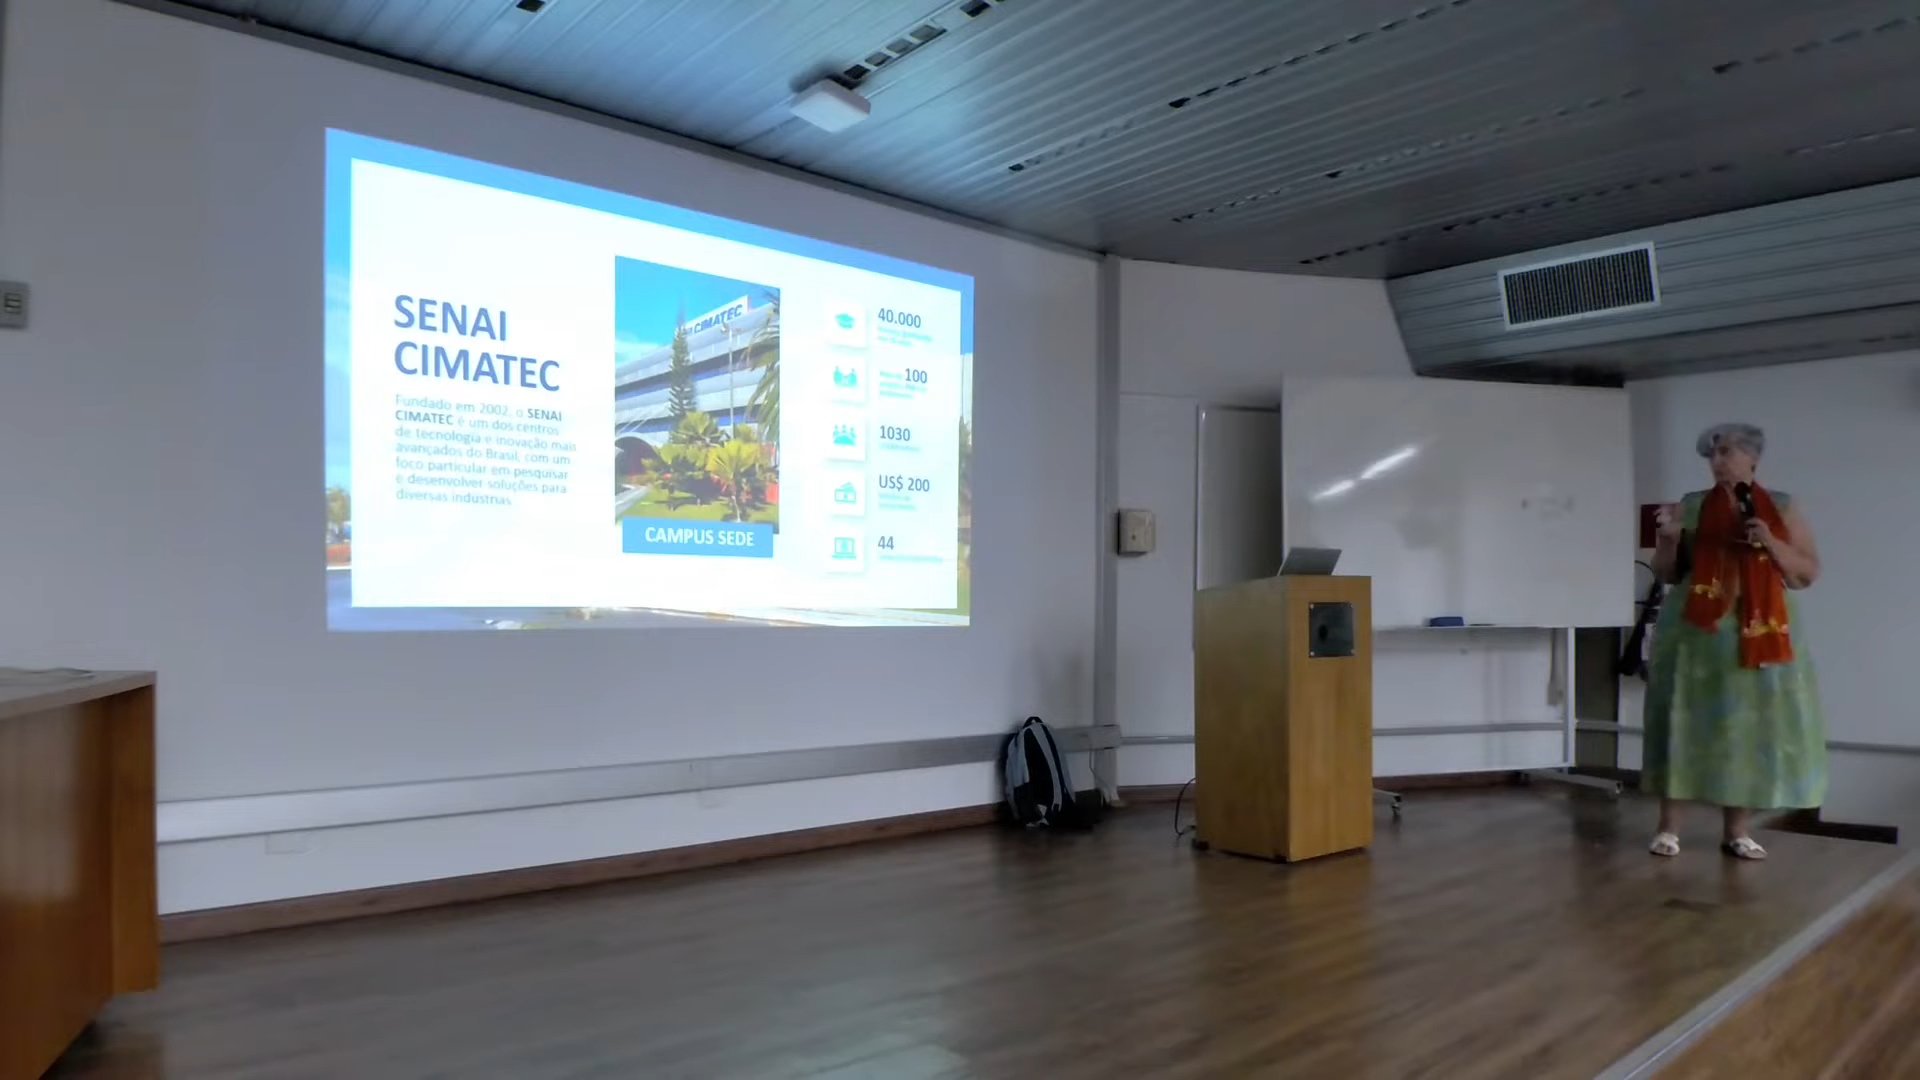 SENAI
CIMATEC
Fundado em 2002, o SENAI
CIMATEC é um dos centros
de tecnologia e inovação mais
avançados do Brasil, com um
foco particular em pesquisar
e desenvolver soluções para
diversas indústrias
CIMATEC
CAMPUS SEDE
40.000
100
1030
US$ 200
44